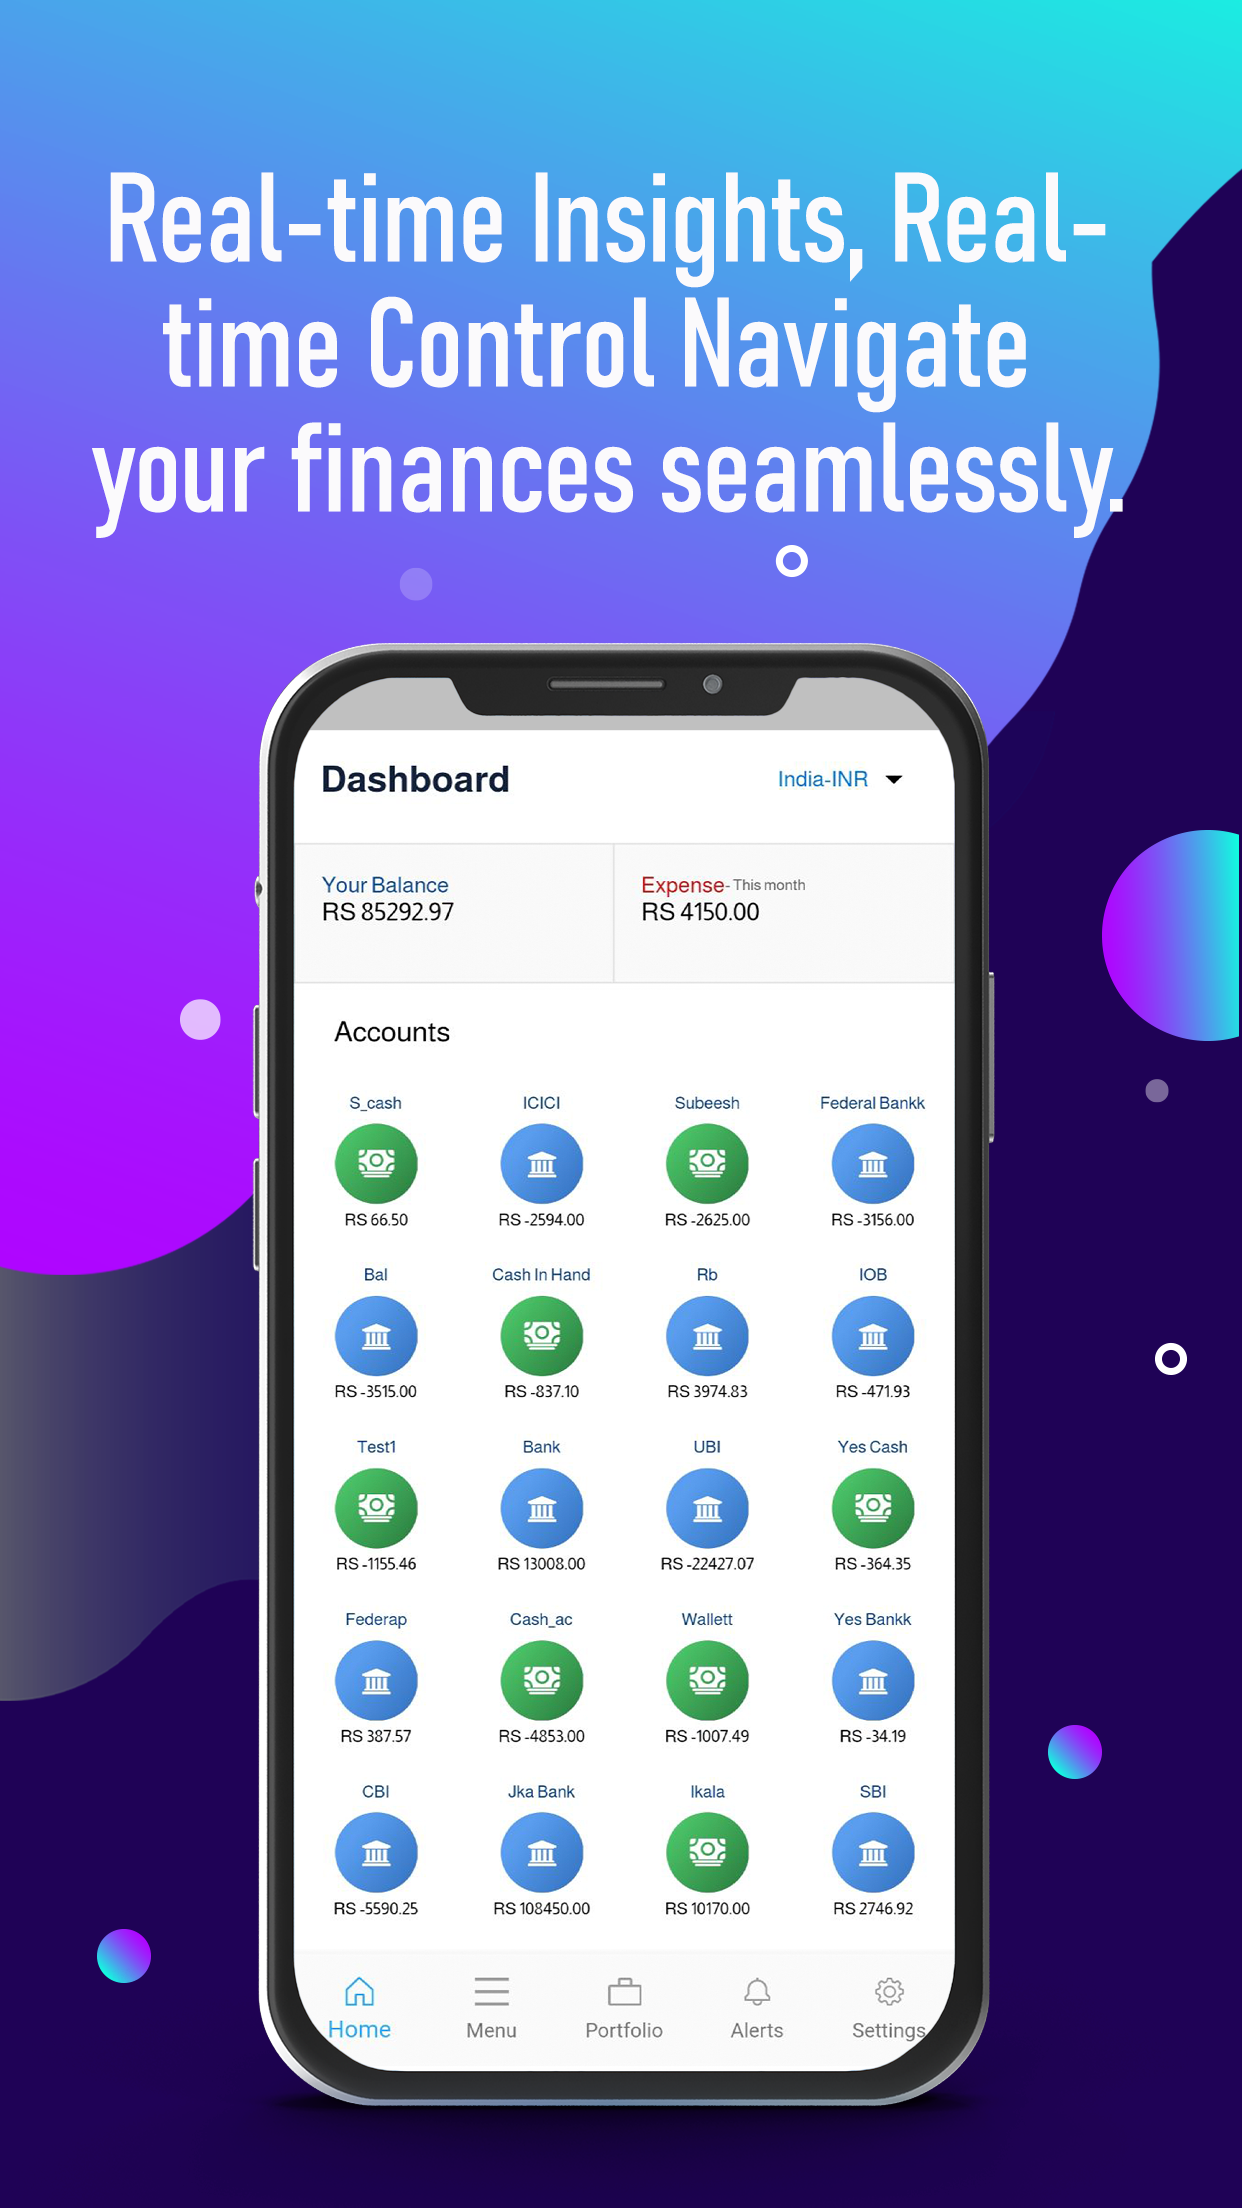 Real-time Insights, Real-
time Control Navigate
your finances seamlessly.
Dashboard
India-INR
Your Balance
RS 85292.97
Expense- This month
RS 4150.00
Accounts
S_cash ICICI Subeesh Federal Bankk
RS 66.50 RS -2594.00 RS -2625.00 RS -3156.00
Bal Cash In Hand Rb IOB
RS -3515.00 RS -837.10 RS 3974.83 RS -471.93
Test1 Bank UBI Yes Cash
RS -1155.46 RS 13008.00 RS -22427.07 RS -364.35
Federap Cash_ac Wallett Yes Bankk
RS 387.57 RS -4853.00 RS -1007.49 RS -34.19
CBI Jka Bank Ikala SBI
RS -5590.25 RS 108450.00 RS 10170.00 RS 2746.92
Home Menu Portfolio Alerts Settings